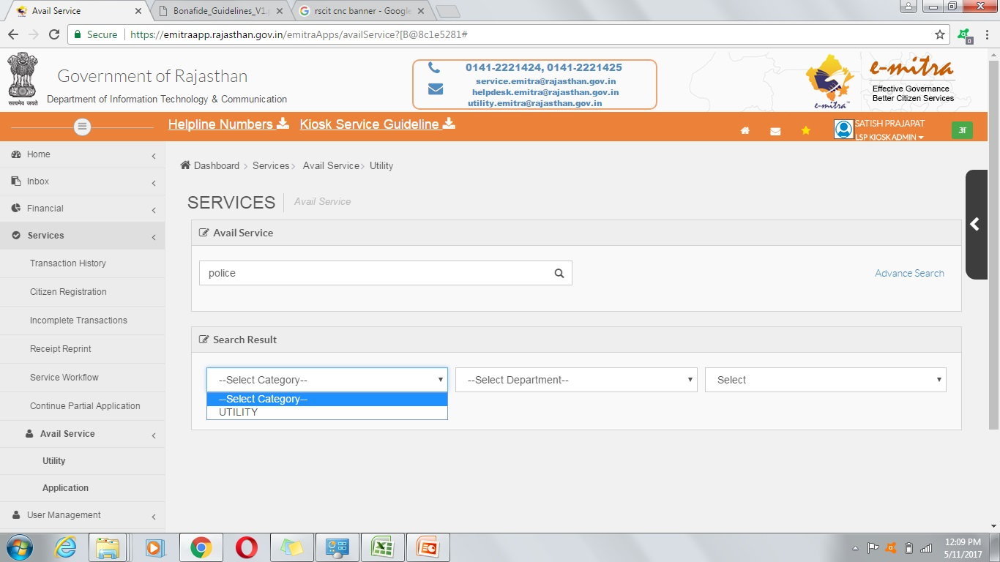 Avail Service
Bonafide_Guidelines_V1.
rscit cnc banner - Google
Secure
https://emitraapp.rajasthan.gov.in/emitraApps/availService?[B@8c1e5281#
0
सत्यमेव जयते
Government of Rajasthan
Department of Information Technology & Communication
0141-2221424, 0141-2221425
service.emitra@rajasthan.gov.in
helpdesk.emitra@rajasthan.gov.in
utility.emitra@rajasthan.gov.in
e-mitra
e-mitra
Effective Governance
Better Citizen Services
Helpline Numbers
Kiosk Service Guideline
SATISH PRAJAPAT
LSP KIOSK ADMIN
अ
Home
Inbox
Financial
Services
Transaction History
Citizen Registration
Incomplete Transactions
Receipt Reprint
Service Workflow
Continue Partial Application
Avail Service
Utility
Application
User Management
Dashboard > Services > Avail Service > Utility
SERVICES
Avail Service
Avail Service
police
Advance Search
Search Result
--Select Category--
--Select Department--
Select
--Select Category--
UTILITY
12:09 PM
5/11/2017